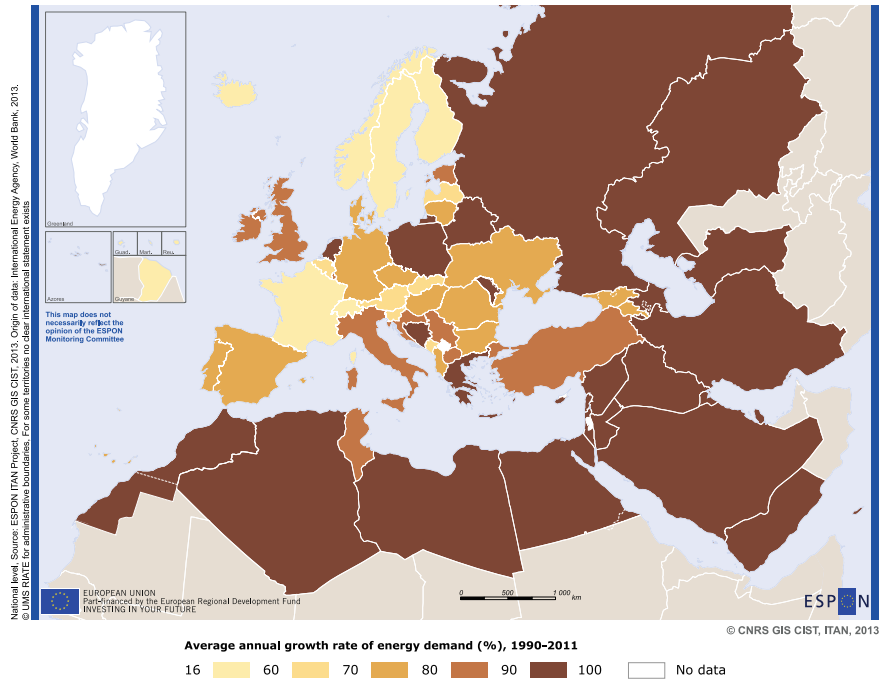 Greenland
Azores
Guad.
Mart.
Reu.
Guyane
This map does not
necessarily reflect the
opinion of the ESPON
Monitoring Committee
National level, Source: ESPON ITAN Project, CNRS GIS CIST, 2013. Origin of data: International Energy Agency, World Bank, 2013.
© UMS RIATE for administrative boundaries, For some territories no clear international statement exists
EUROPEAN UNION
Part-financed by the European Regional Development Fund
INVESTING IN YOUR FUTURE
0 500 1 000
km
ESPON
© CNRS GIS CIST, ITAN, 2013
Average annual growth rate of energy demand (%), 1990-2011
16 60 70 80 90 100 No data